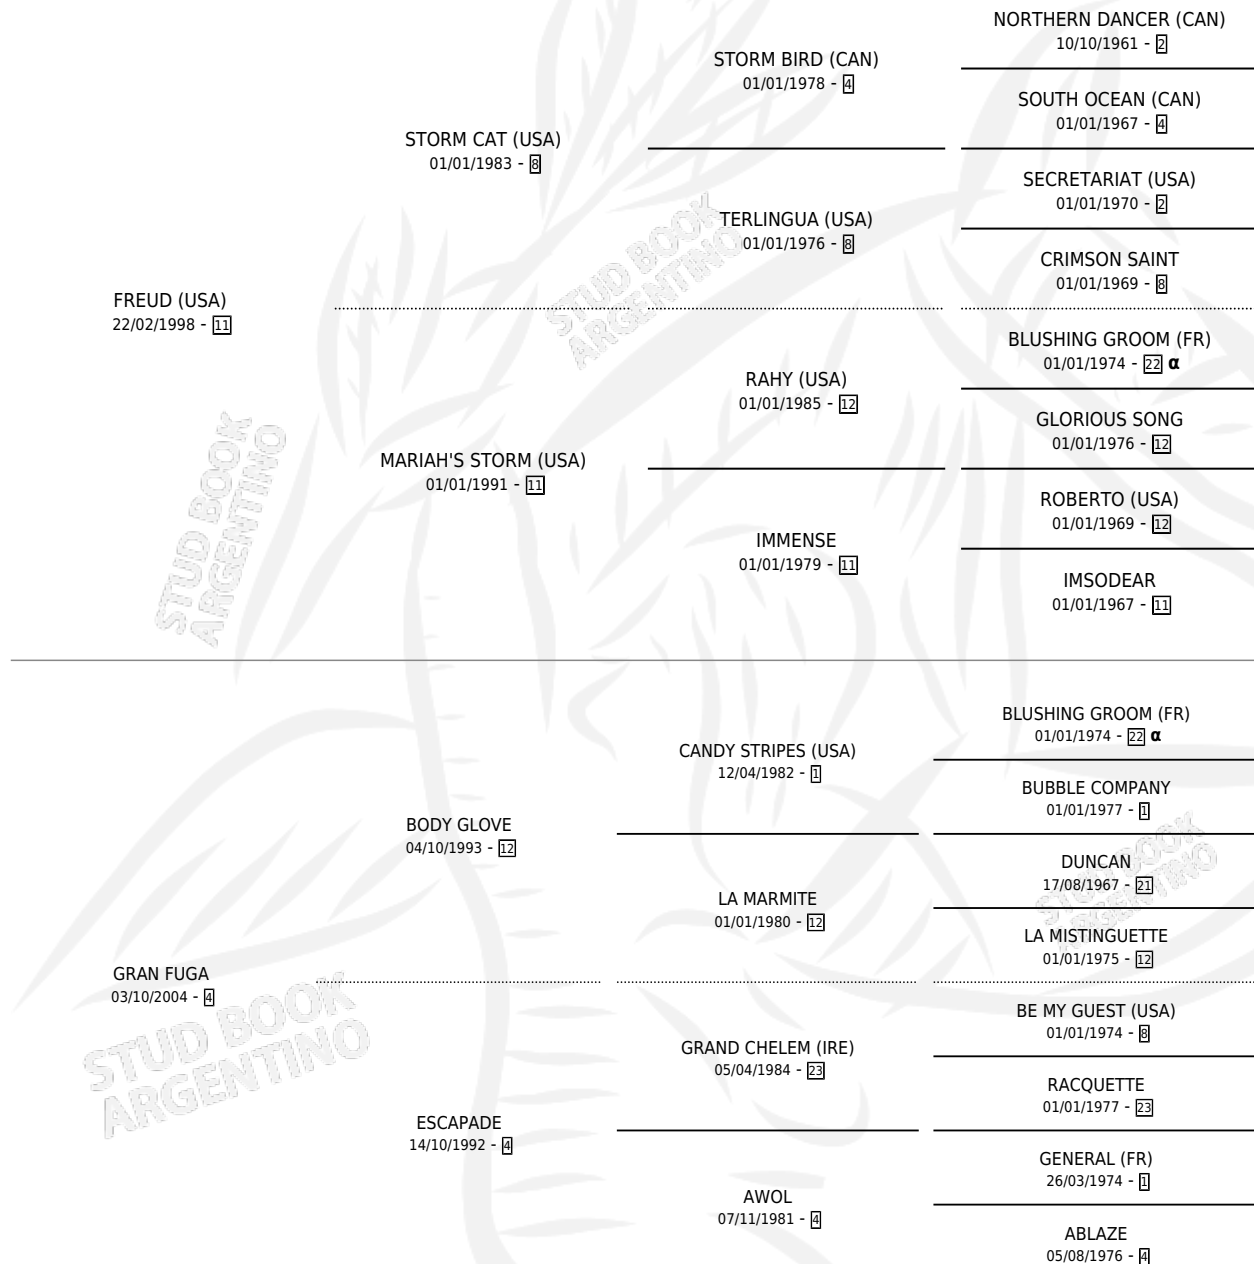 NORTHERN DANCER (CAN)
10/10/1961 - 2
STORM BIRD (CAN)
01/01/1978 - 4
SOUTH OCEAN (CAN)
01/01/1967 - 4
STORM CAT (USA)
01/01/1983 - 8
SECRETARIAT (USA)
01/01/1970 - 2
TERLINGUA (USA)
01/01/1976 - 8
CRIMSON SAINT
01/01/1969 - 8
FREUD (USA)
22/02/1998 - 11
BLUSHING GROOM (FR)
01/01/1974 - 22 α
RAHY (USA)
01/01/1985 - 12
GLORIOUS SONG
01/01/1976 - 12
MARIAH'S STORM (USA)
01/01/1991 - 11
ROBERTO (USA)
01/01/1969 - 12
IMMENSE
01/01/1979 - 11
IMSODEAR
01/01/1967 - 11
BLUSHING GROOM (FR)
01/01/1974 - 22 α
CANDY STRIPES (USA)
12/04/1982 - 1
BUBBLE COMPANY
01/01/1977 - 1
BODY GLOVE
04/10/1993 - 12
DUNCAN
17/08/1967 - 21
LA MARMITE
01/01/1980 - 12
LA MISTINGUETTE
01/01/1975 - 12
GRAN FUGA
03/10/2004 - 4
BE MY GUEST (USA)
01/01/1974 - 8
GRAND CHELEM (IRE)
05/04/1984 - 23
RACQUETTE
01/01/1977 - 23
ESCAPADE
14/10/1992 - 4
GENERAL (FR)
26/03/1974 - 1
AWOL
07/11/1981 - 4
ABLAZE
05/08/1976 - 4
STUD BOOK
ARGENTINO
STUD BOOK
ARGENTINO
STUD BOOK
ARGENTINO
STUD BOOK
ARGENTINO